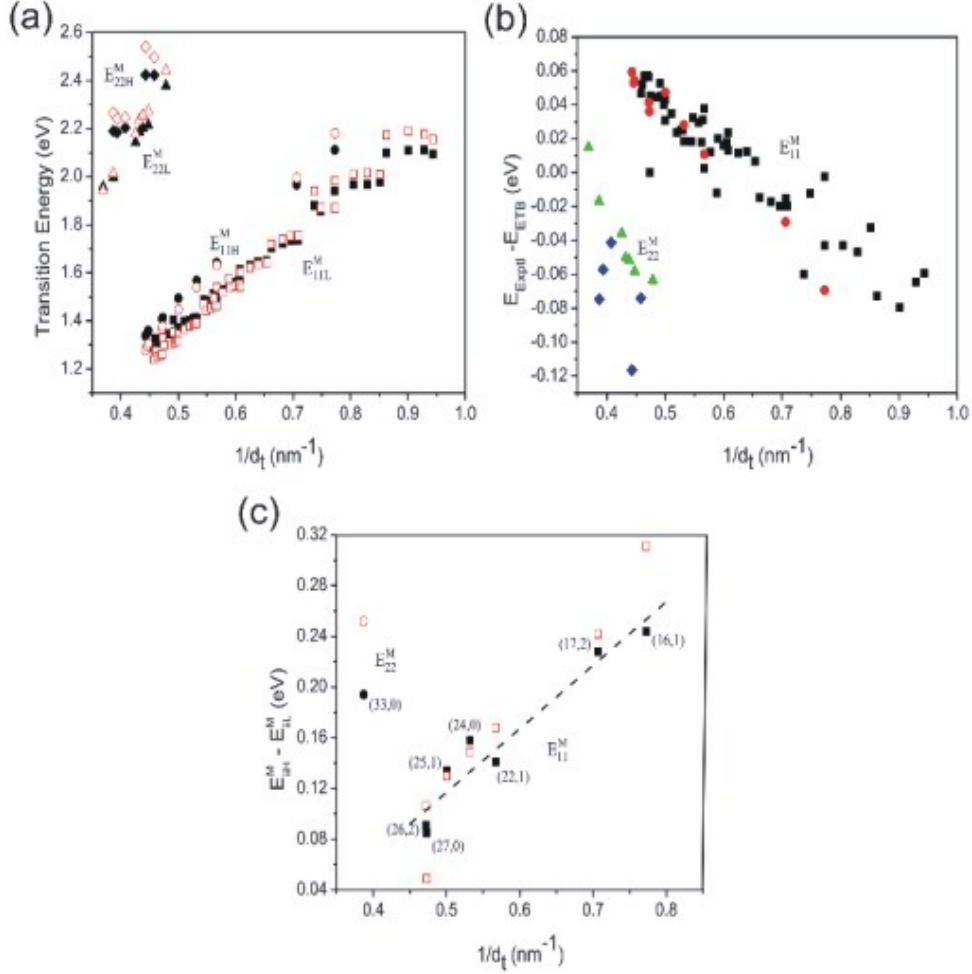 (a)
2.6
2.4
2.2
2.0
1.8
1.6
1.4
1.2
Transition Energy (eV)
E^M_22H
E^M_22L
E^M_11H
E^M_11L
0.4 0.5 0.6 0.7 0.8 0.9 1.0
1/d_t (nm^-1)
(b)
0.08
0.06
0.04
0.02
0.00
-0.02
-0.04
-0.06
-0.08
-0.10
-0.12
E_Exptl - E_ETB (eV)
E^M_11
E^M_22
0.4 0.5 0.6 0.7 0.8 0.9 1.0
1/d_t (nm^-1)
(c)
0.32
0.28
0.24
0.20
0.16
0.12
0.08
0.04
E^M_iiH - E^M_iiL (eV)
E^M_22
(33,0)
(17,2)
(16,1)
(24,0)
(25,1)
E^M_11
(22,1)
(26,2)
(27,0)
0.4 0.5 0.6 0.7 0.8
1/d_t (nm^-1)